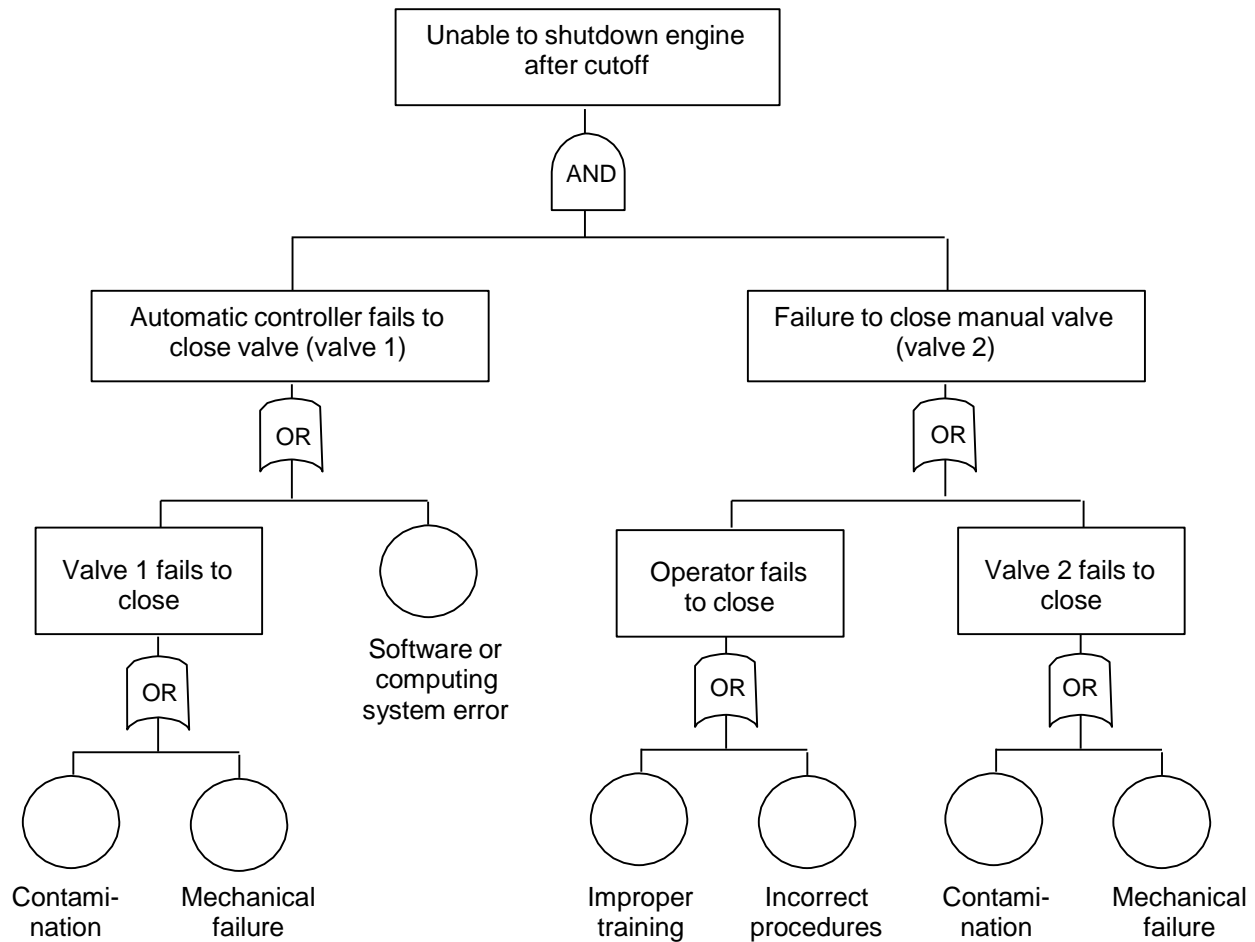 Unable to shutdown engine
after cutoff
AND
Automatic controller fails to
close valve (valve 1)
Failure to close manual valve
(valve 2)
OR
OR
Valve 1 fails to
close
Software or
computing
system error
Operator fails
to close
Valve 2 fails to
close
OR
OR
OR
Contami-
nation
Mechanical
failure
Improper
training
Incorrect
procedures
Contami-
nation
Mechanical
failure